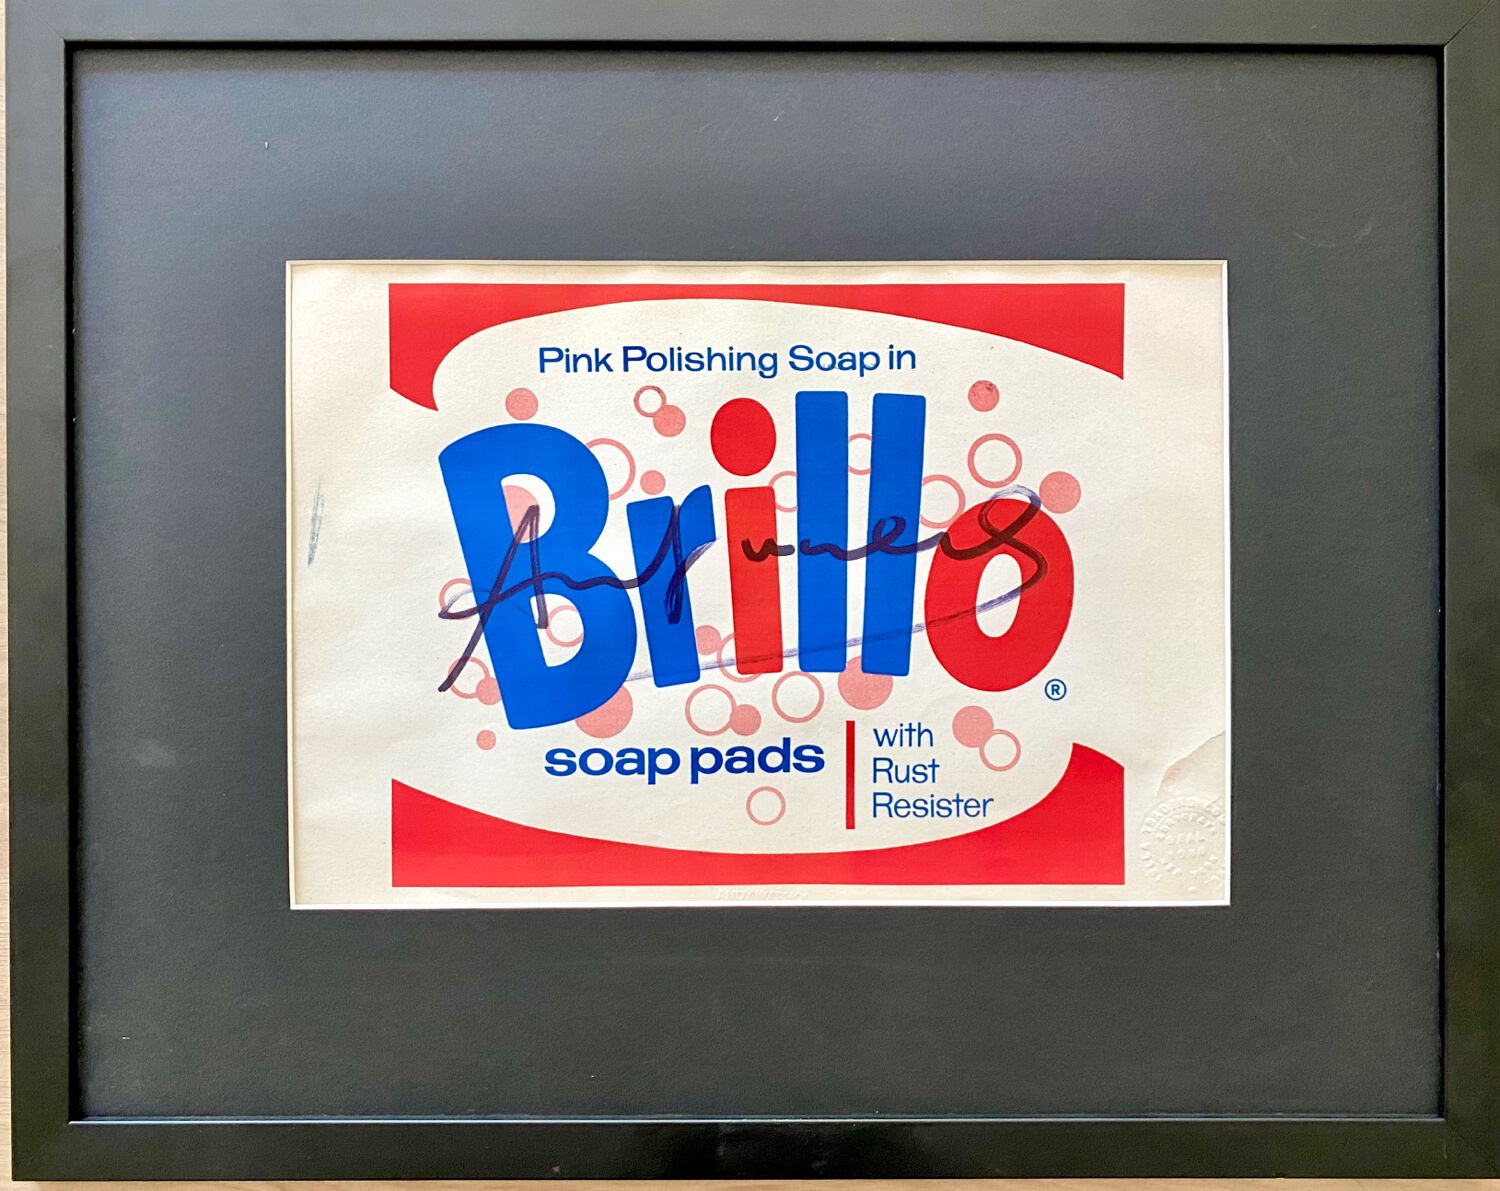 Pink Polishing Soap in
Brillo
®
soap pads
with
Rust
Resister